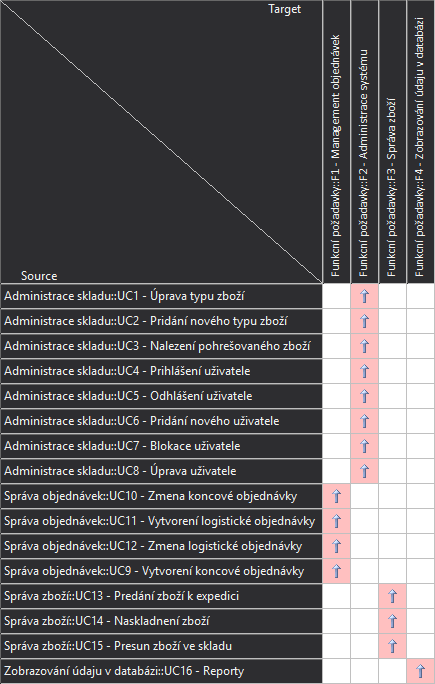 Target
Funkcní požadavky::F1 - Management objednávek
Funkcní požadavky::F2 - Administrace systému
Funkcní požadavky::F3 - Správa zboží
Funkcní požadavky::F4 - Zobrazování údaju v databázi
Source
Administrace skladu::UC1 - Úprava typu zboží
Administrace skladu::UC2 - Pridání nového typu zboží
Administrace skladu::UC3 - Nalezení pohrešovaného zboží
Administrace skladu::UC4 - Prihlášení uživatele
Administrace skladu::UC5 - Odhlášení uživatele
Administrace skladu::UC6 - Pridání nového uživatele
Administrace skladu::UC7 - Blokace uživatele
Administrace skladu::UC8 - Úprava uživatele
Správa objednávek::UC10 - Zmena koncové objednávky
Správa objednávek::UC11 - Vytvorení logistické objednávky
Správa objednávek::UC12 - Zmena logistické objednávky
Správa objednávek::UC9 - Vytvorení koncové objednávky
Správa zboží::UC13 - Predání zboží k expedici
Správa zboží::UC14 - Naskladnení zboží
Správa zboží::UC15 - Presun zboží ve skladu
Zobrazování údaju v databázi::UC16 - Reporty